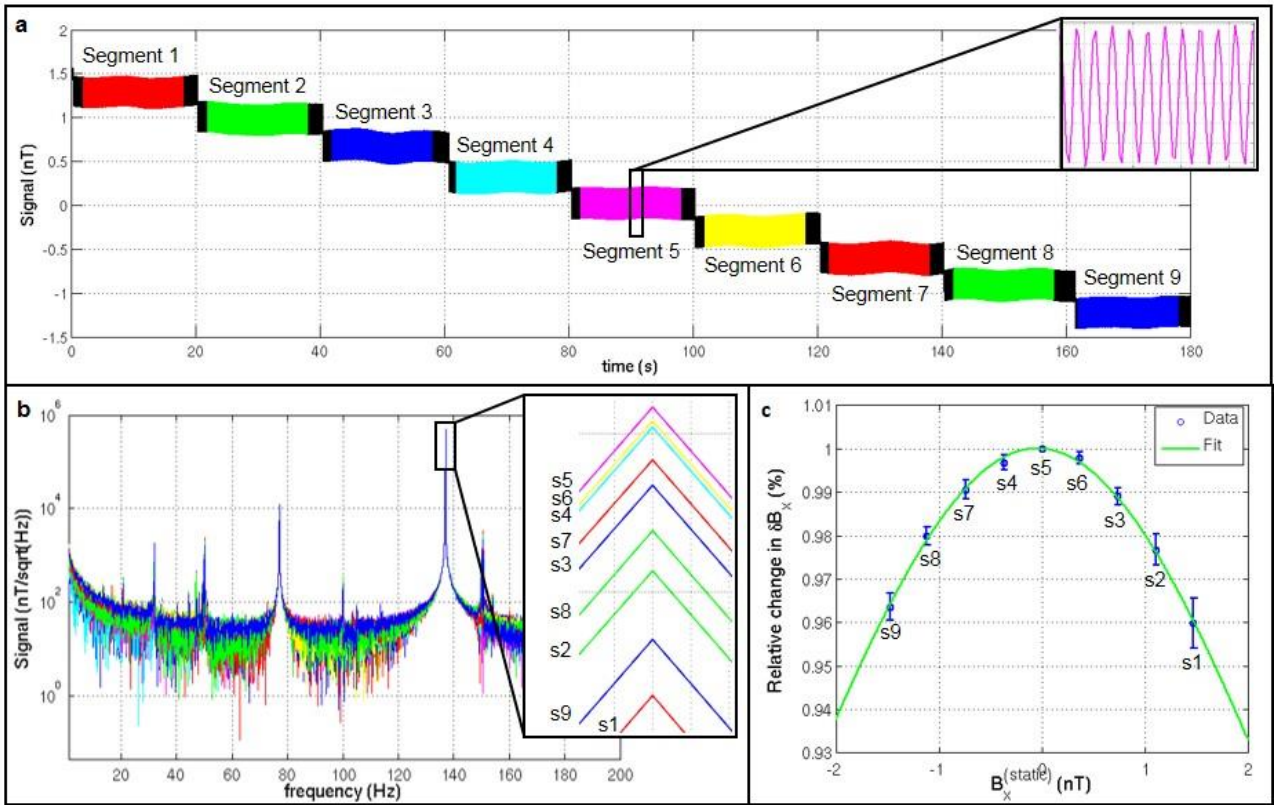 a
Signal (nT)
2
1.5
1
0.5
0
-0.5
-1
-1.5
Segment 1
Segment 2
Segment 3
Segment 4
Segment 5
Segment 6
Segment 7
Segment 8
Segment 9
0 20 40 60 80 100 120 140 160 180
time (s)
b
Signal (nT/sqrt(Hz))
10^6
10^4
10^2
10^0
s5
s6
s4
s7
s3
s8
s2
s9
s1
20 40 60 80 100 120 140 160 200
frequency (Hz)
c
Relative change in δB_X (%)
1.01
1
0.99
0.98
0.97
0.96
0.95
0.94
0.93
Data
Fit
s5
s4 s6
s7 s3
s8 s2
s9 s1
-2 -1 0 1 2
B_X^(static) (nT)